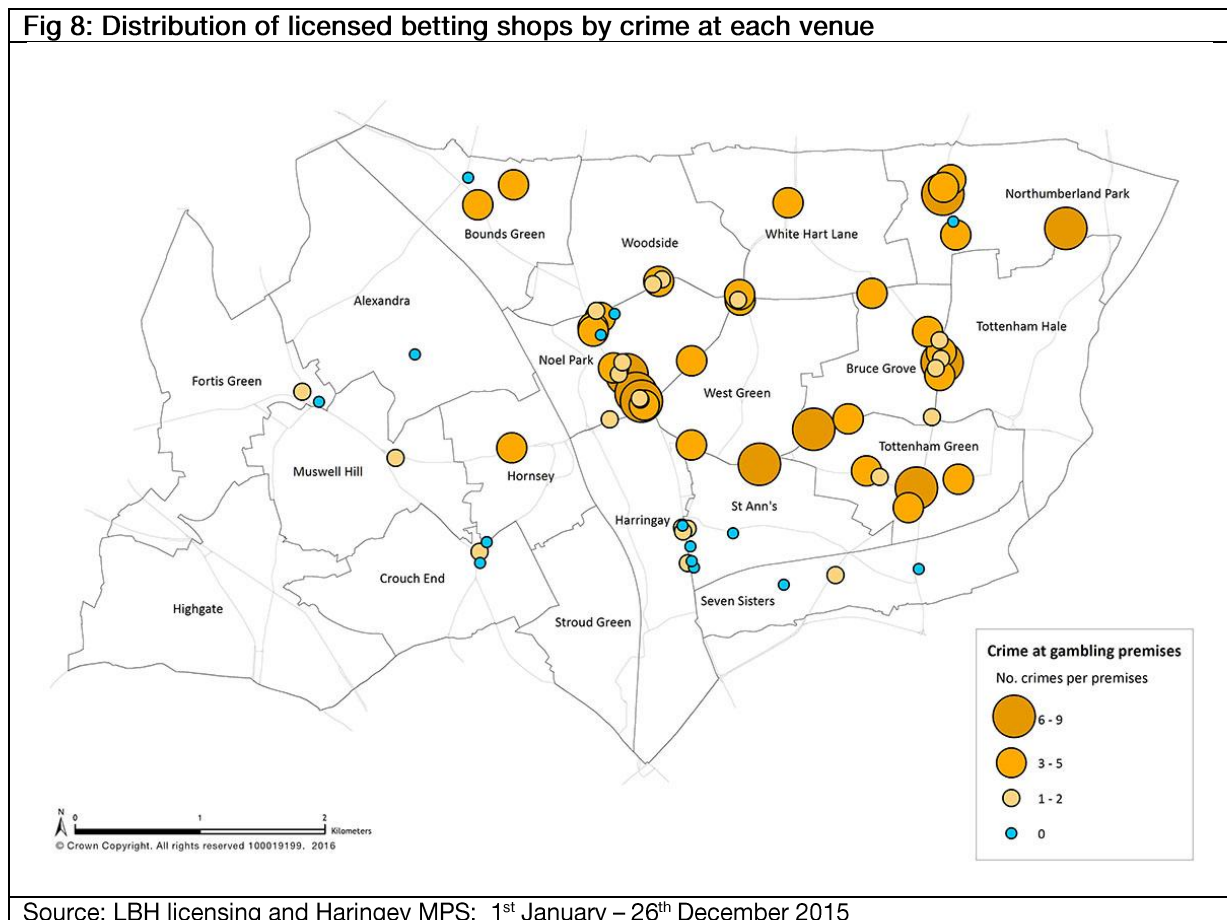 Fig 8: Distribution of licensed betting shops by crime at each venue
Northumberland Park
Bounds Green
White Hart Lane
Woodside
Alexandra
Tottenham Hale
Noel Park
Bruce Grove
Fortis Green
West Green
Tottenham Green
Muswell Hill
Hornsey
St Ann's
Harringay
Crouch End
Seven Sisters
Highgate
Stroud Green
Crime at gambling premises
No. crimes per premises
6 - 9
3 - 5
1 - 2
0
N
0 1 2
Kilometers
© Crown Copyright. All rights reserved 100019199. 2016
Source: LBH licensing and Haringey MPS: 1st January – 26th December 2015